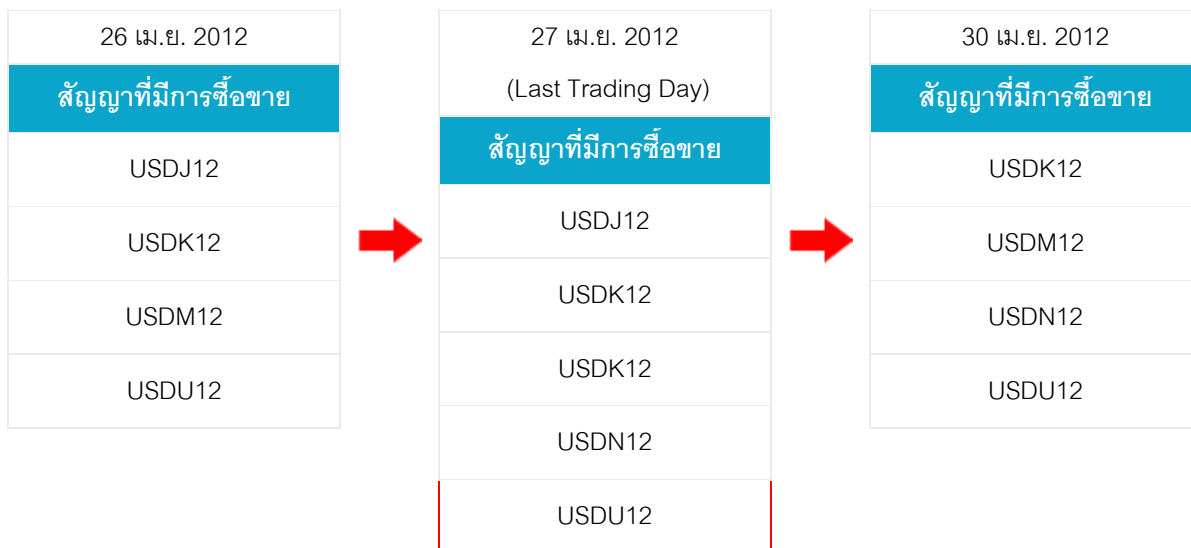 26 เม.ย. 2012
สัญญาที่มีการซื้อขาย
USDJ12
USDK12
USDM12
USDU12
27 เม.ย. 2012
(Last Trading Day)
สัญญาที่มีการซื้อขาย
USDJ12
USDK12
USDK12
USDN12
USDU12
30 เม.ย. 2012
สัญญาที่มีการซื้อขาย
USDK12
USDM12
USDN12
USDU12